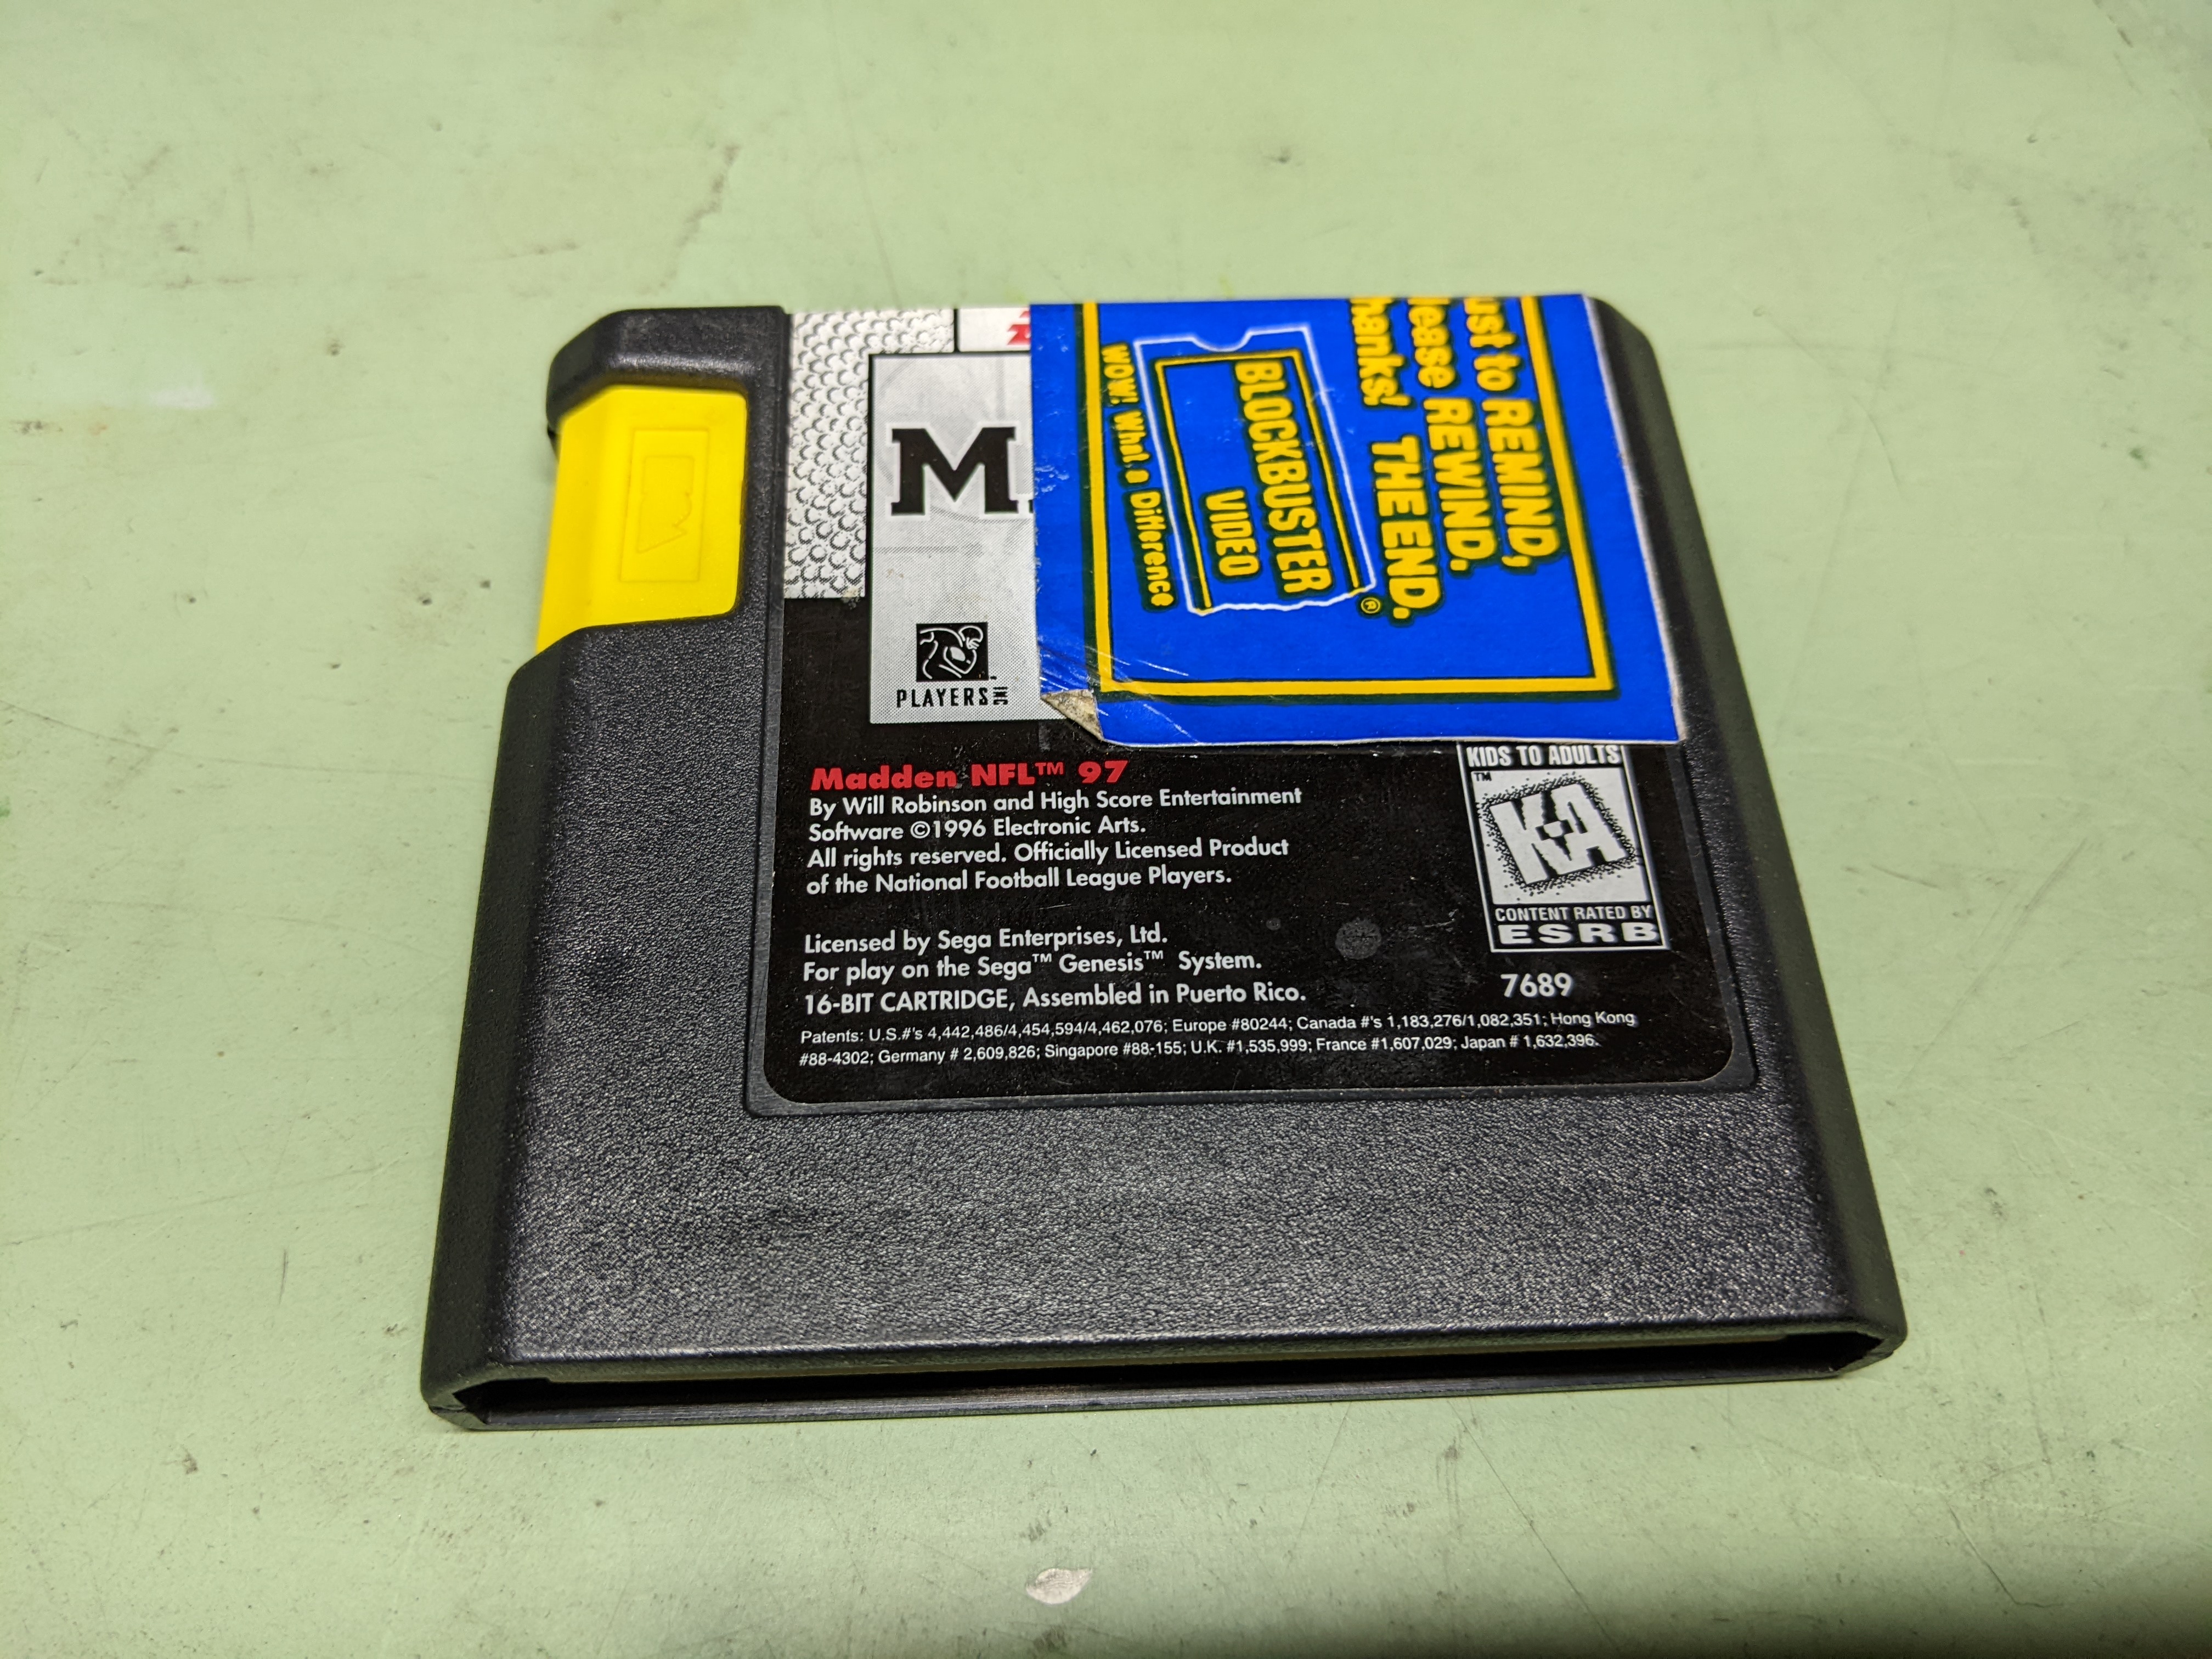 M
PLAYERS INC
ust to REMIND,
lease REWIND.
hanks! THE END.
BLOCKBUSTER
VIDEO
®
WOW! What a Difference
Madden NFL™ 97
By Will Robinson and High Score Entertainment
Software ©1996 Electronic Arts.
All rights reserved. Officially Licensed Product
of the National Football League Players.
Licensed by Sega Enterprises, Ltd.
For play on the Sega™ Genesis™ System.
16-BIT CARTRIDGE, Assembled in Puerto Rico.
Patents: U.S.#'s 4,442,486/4,454,594/4,462,076; Europe #80244; Canada #'s 1,183,276/1,082,351; Hong Kong
#88-4302; Germany # 2,609,826; Singapore #88-155; U.K. #1,535,999; France #1,607,029; Japan # 1,632,396.
KIDS TO ADULTS
™
K-A
CONTENT RATED BY
ESRB
7689